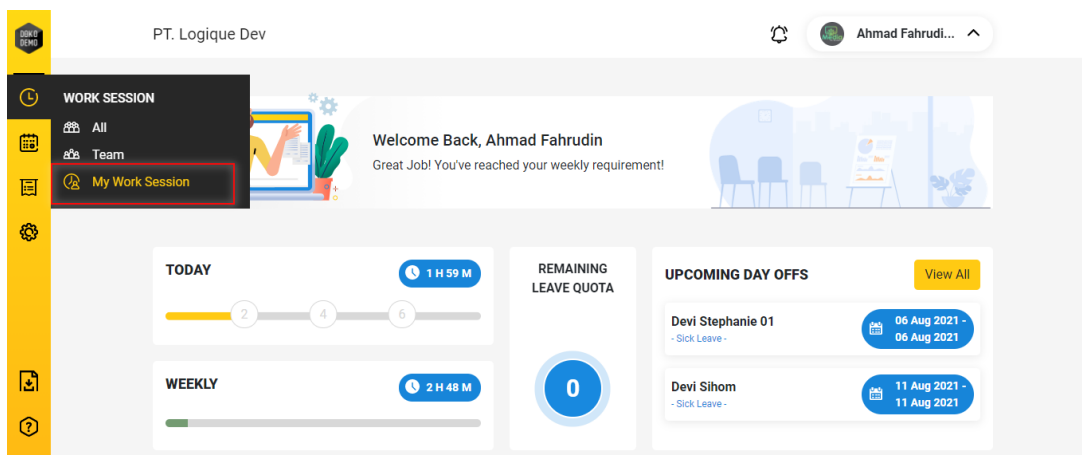 DBKO
DEMO
PT. Logique Dev
Ahmad Fahrudi...
WORK SESSION
All
Team
My Work Session
Welcome Back, Ahmad Fahrudin
Great Job! You've reached your weekly requirement!
TODAY
1 H 59 M
2
4
6
WEEKLY
2 H 48 M
REMAINING
LEAVE QUOTA
0
UPCOMING DAY OFFS
View All
Devi Stephanie 01
- Sick Leave -
06 Aug 2021 -
06 Aug 2021
Devi Sihom
- Sick Leave -
11 Aug 2021 -
11 Aug 2021